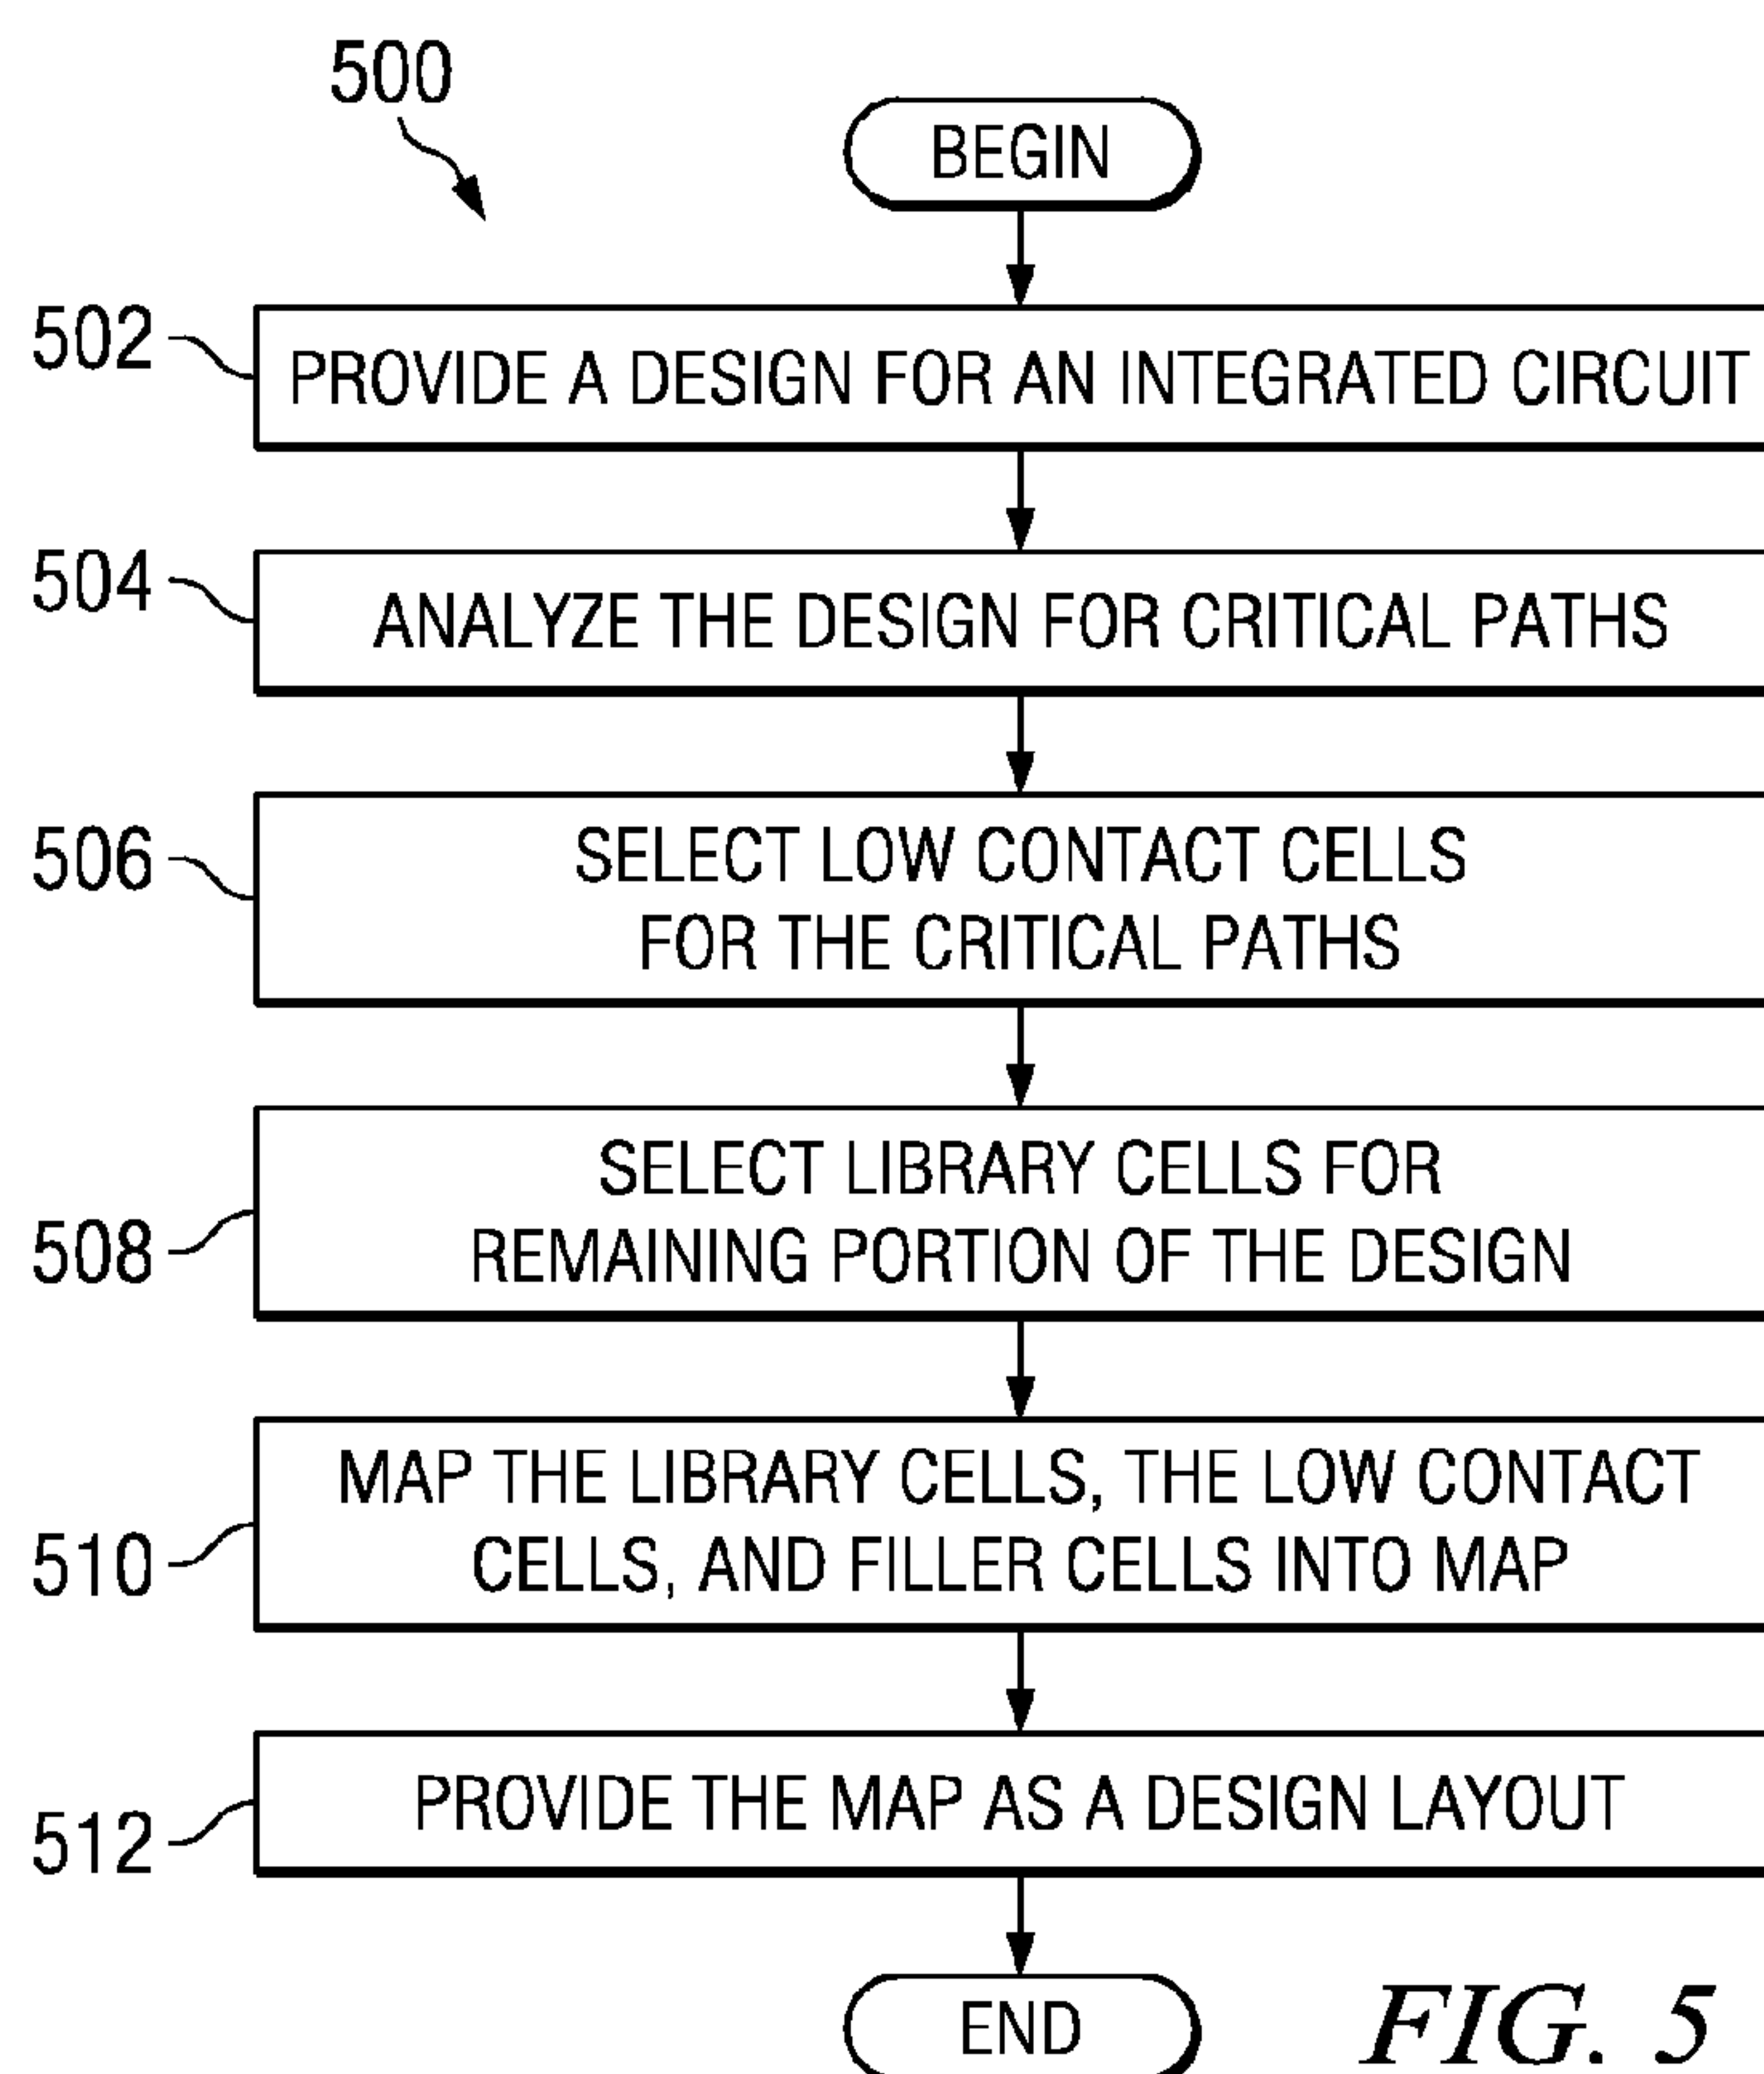 500
BEGIN
502
PROVIDE A DESIGN FOR AN INTEGRATED CIRCUIT
504
ANALYZE THE DESIGN FOR CRITICAL PATHS
506
SELECT LOW CONTACT CELLS
FOR THE CRITICAL PATHS
508
SELECT LIBRARY CELLS FOR
REMAINING PORTION OF THE DESIGN
510
MAP THE LIBRARY CELLS, THE LOW CONTACT
CELLS, AND FILLER CELLS INTO MAP
512
PROVIDE THE MAP AS A DESIGN LAYOUT
END
FIG. 5